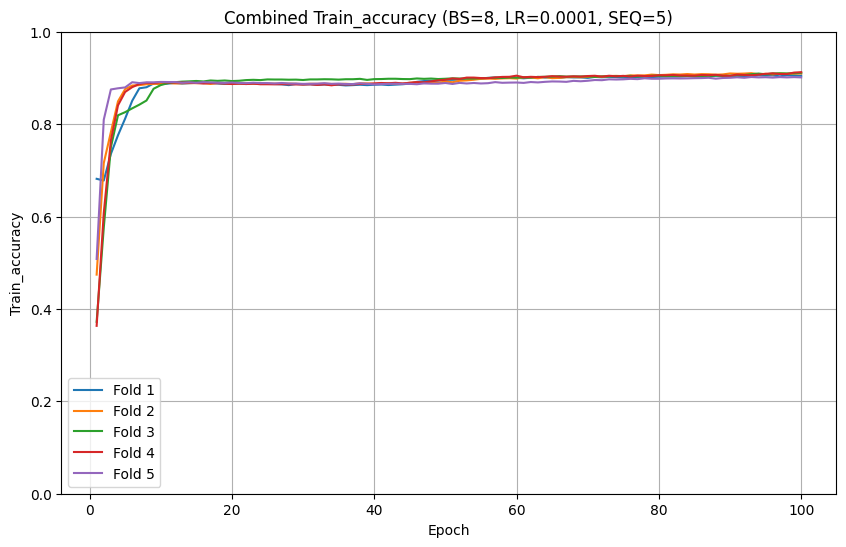 Combined Train_accuracy (BS=8, LR=0.0001, SEQ=5)
1.0
0.8
0.6
0.4
0.2
0.0
Train_accuracy
Fold 1
Fold 2
Fold 3
Fold 4
Fold 5
0 20 40 60 80 100
Epoch